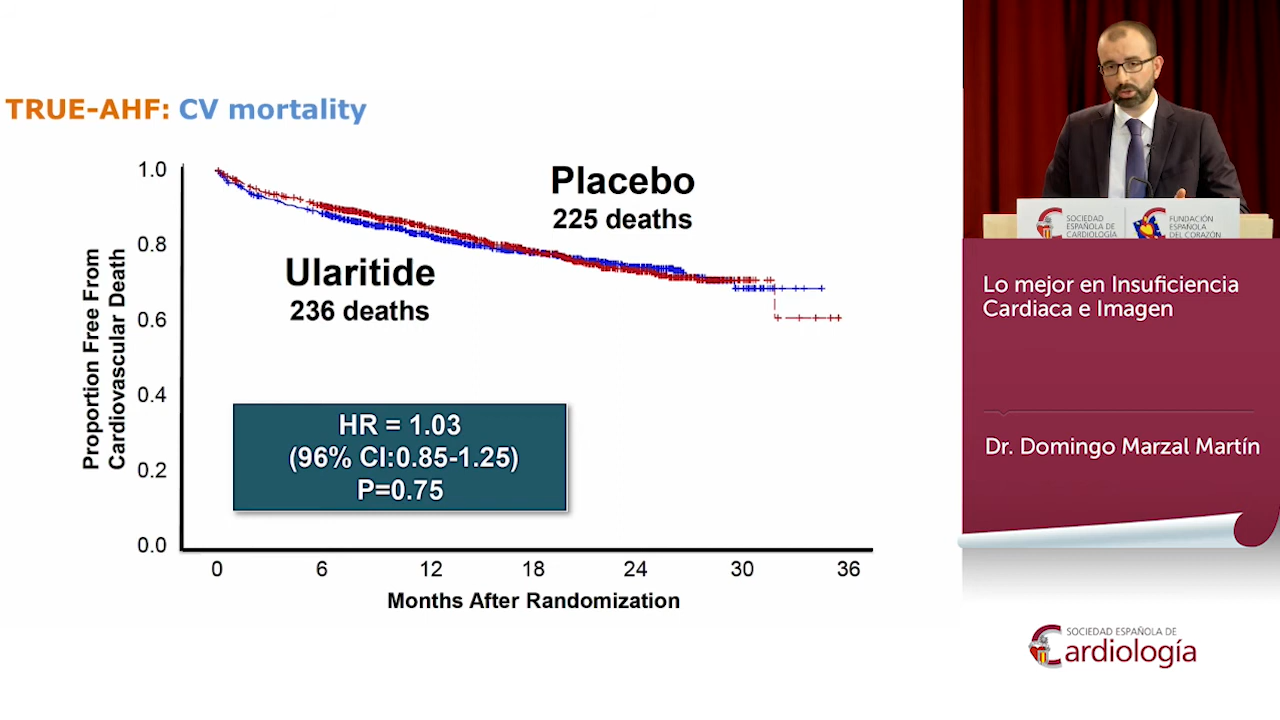 TRUE-AHF: CV mortality
Proportion Free From
Cardiovascular Death
1.0
0.8
0.6
0.4
0.2
0.0
Placebo
225 deaths
Ularitide
236 deaths
HR = 1.03
(96% CI:0.85-1.25)
P=0.75
0 6 12 18 24 30 36
Months After Randomization
SOCIEDAD
ESPAÑOLA DE
CARDIOLOGÍA
FUNDACIÓN
ESPAÑOLA
DEL CORAZÓN
Lo mejor en Insuficiencia
Cardiaca e Imagen
Dr. Domingo Marzal Martín
SOCIEDAD ESPAÑOLA DE
Cardiología